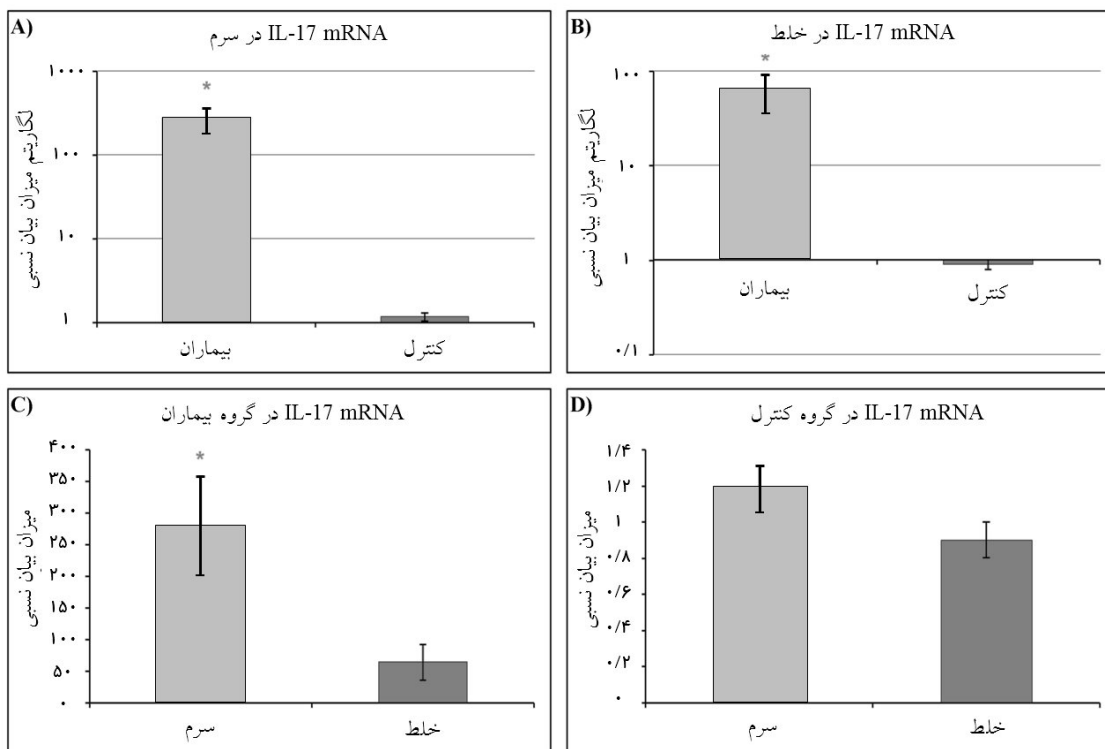 A)
IL-17 mRNA در سرم
لگاریتم میزان بیان نسبی
۱۰۰۰
۱۰۰
۱۰
۱
*
بیماران
کنترل
B)
IL-17 mRNA در خلط
لگاریتم میزان بیان نسبی
۱۰۰
۱۰
۱
۰/۱
*
بیماران
کنترل
C)
IL-17 mRNA در گروه بیماران
میزان بیان نسبی
۴۰۰
۳۵۰
۳۰۰
۲۵۰
۲۰۰
۱۵۰
۱۰۰
۵۰
۰
*
سرم
خلط
D)
IL-17 mRNA در گروه کنترل
میزان بیان نسبی
۱/۴
۱/۲
۱
۰/۸
۰/۶
۰/۴
۰/۲
۰
سرم
خلط